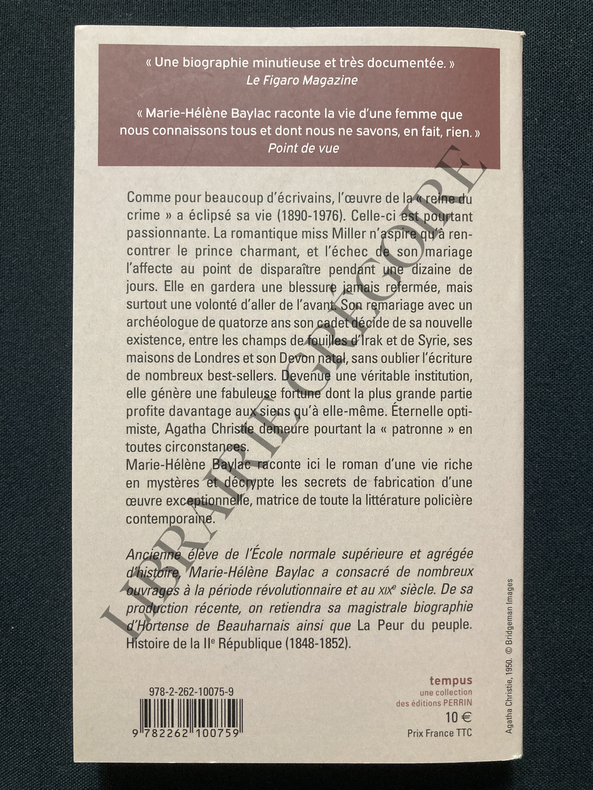 « Une biographie minutieuse et très documentée. »
Le Figaro Magazine
« Marie-Hélène Baylac raconte la vie d'une femme que
nous connaissons tous et dont nous ne savons, en fait, rien. »
Point de vue
Comme pour beaucoup d'écrivains, l'œuvre de la « reine du
crime » a éclipsé sa vie (1890-1976). Celle-ci est pourtant
passionnante. La romantique miss Miller n'aspire qu'à ren-
contrer le prince charmant, et l'échec de son mariage
l'affecte au point de disparaître pendant une dizaine de
jours. Elle en gardera une blessure jamais refermée, mais
surtout une volonté d'aller de l'avant. Son remariage avec un
archéologue de quatorze ans son cadet décide de sa nouvelle
existence, entre les champs de fouilles d'Irak et de Syrie, ses
maisons de Londres et son Devon natal, sans oublier l'écriture
de nombreux best-sellers. Devenue une véritable institution,
elle génère une fabuleuse fortune dont la plus grande partie
profite davantage aux siens qu'à elle-même. Éternelle opti-
miste, Agatha Christie demeure pourtant la « patronne » en
toutes circonstances.
Marie-Hélène Baylac raconte ici le roman d'une vie riche
en mystères et décrypte les secrets de fabrication d'une
œuvre exceptionnelle, matrice de toute la littérature policière
contemporaine.
Ancienne élève de l'École normale supérieure et agrégée
d'histoire, Marie-Hélène Baylac a consacré de nombreux
ouvrages à la période révolutionnaire et au XIXe siècle. De sa
production récente, on retiendra sa magistrale biographie
d'Hortense de Beauharnais ainsi que La Peur du peuple.
Histoire de la IIe République (1848-1852).
978-2-262-10075-9
9 782262 100759
tempus
une collection
des éditions PERRIN
10 €
Prix France TTC
Agatha Christie, 1950. © Bridgeman Images
LIBRAIRIE GREGOIRE